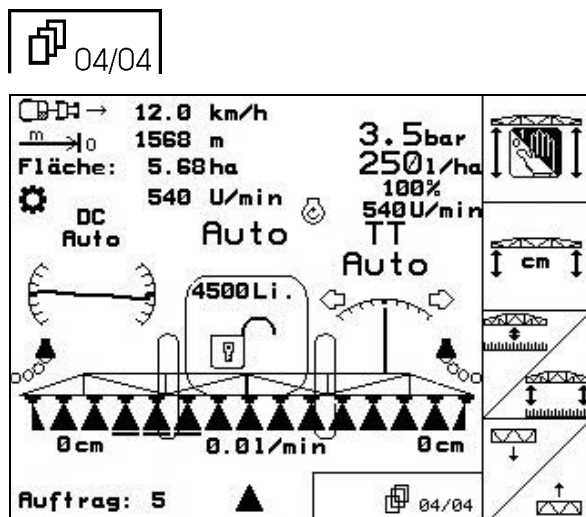 04/04
12.0 km/h
m 0 1568 m 3.5bar
Fläche: 5.68ha 250l/ha
100%
540 U/min 540U/min
DC Auto TT
Auto Auto
4500Li.
cm
0cm 0.0l/min 0cm
Auftrag: 5 04/04